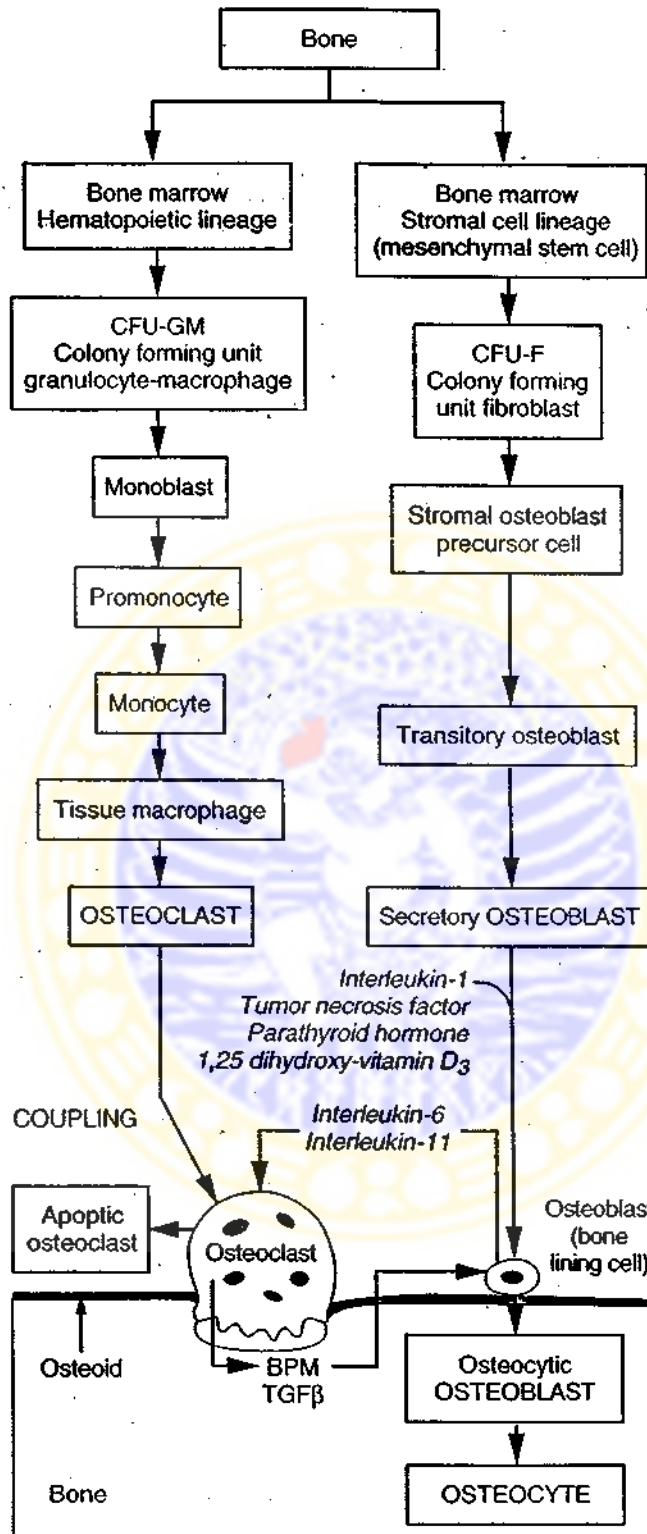 Bone
Bone marrow
Hematopoietic lineage
Bone marrow
Stromal cell lineage
(mesenchymal stem cell)
CFU-GM
Colony forming unit
granulocyte-macrophage
CFU-F
Colony forming
unit fibroblast
Monoblast
Stromal osteoblast
precursor cell
Promonocyte
Monocyte
Transitory osteoblast
Tissue macrophage
OSTEOCLAST
Secretory OSTEOBLAST
Interleukin-1
Tumor necrosis factor
Parathyroid hormone
1,25 dihydroxy-vitamin D3
COUPLING
Interleukin-6
Interleukin-11
Apoptic
osteoclast
Osteoclast
Osteoblast
(bone
lining cell)
Osteoid
BPM
TGFβ
Osteocytic
OSTEOBLAST
Bone
OSTEOCYTE